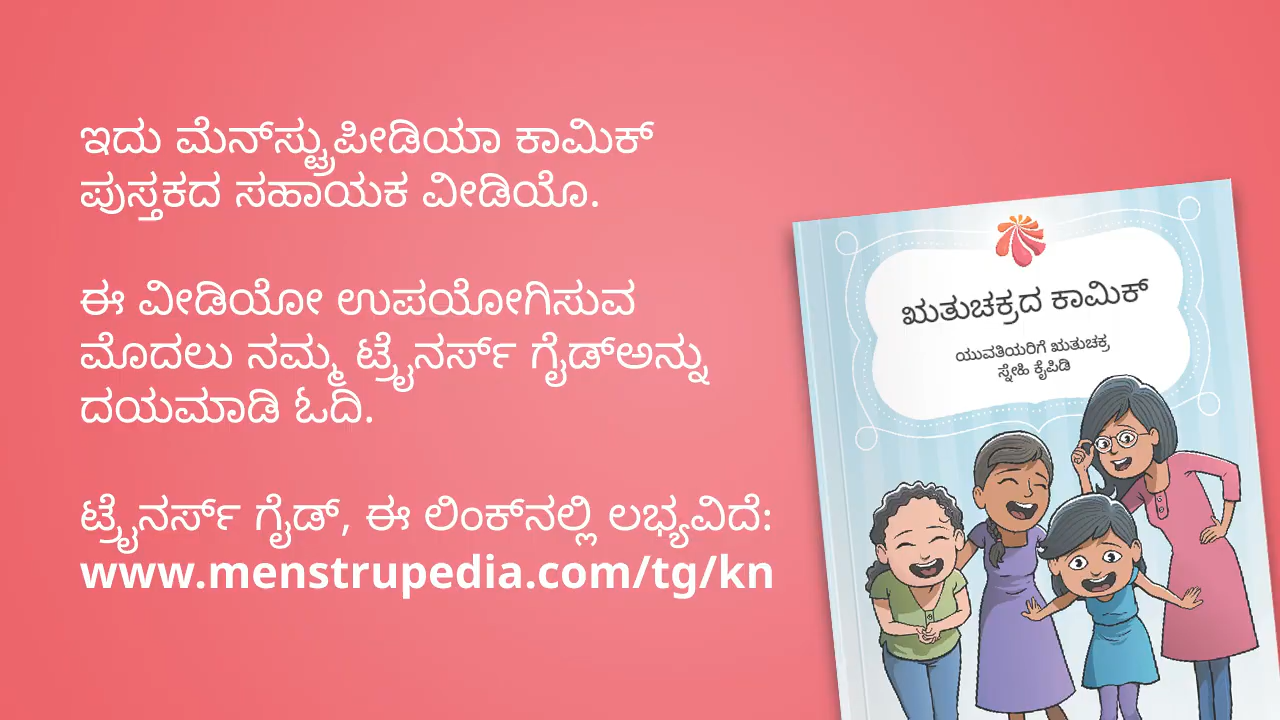 ಇದು ಮೆನ್‌ಸ್ಟ್ರುಪೀಡಿಯಾ ಕಾಮಿಕ್
ಪುಸ್ತಕದ ಸಹಾಯಕ ವೀಡಿಯೊ.
ಈ ವೀಡಿಯೋ ಉಪಯೋಗಿಸುವ
ಮೊದಲು ನಮ್ಮ ಟ್ರೈನರ್ಸ್ ಗೈಡ್‌ಅನ್ನು
ದಯಮಾಡಿ ಓದಿ.
ಟ್ರೈನರ್ಸ್ ಗೈಡ್, ಈ ಲಿಂಕ್‌ನಲ್ಲಿ ಲಭ್ಯವಿದೆ:
www.menstrupedia.com/tg/kn
ಋತುಚಕ್ರದ ಕಾಮಿಕ್
ಯುವತಿಯರಿಗೆ ಋತುಚಕ್ರ
ಸ್ನೇಹಿ ಕೈಪಿಡಿ